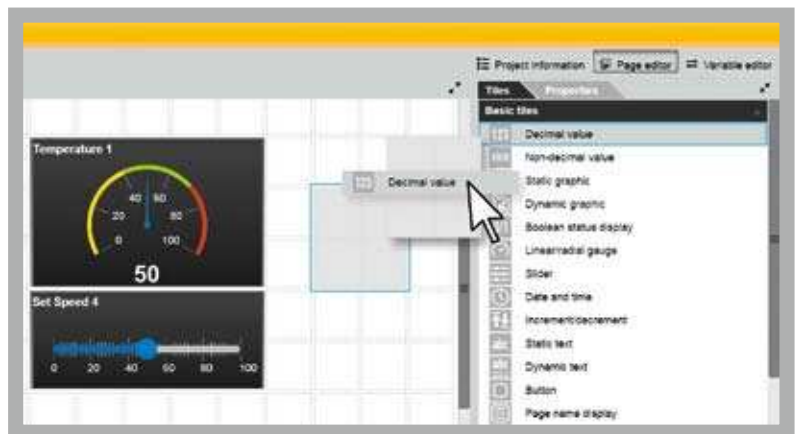 Project information Page editor Variable editor
Tiles Properties
Basic tiles
Decimal value
Non-decimal value
Static graphic
Dynamic graphic
Boolean status display
Linear/radial gauge
Slider
Date and time
Increment/decrement
Static text
Dynamic text
Button
Page name display
Decimal value
Temperature 1
40 60
20 80
0 100
50
Set Speed 4
0 20 40 60 80 100